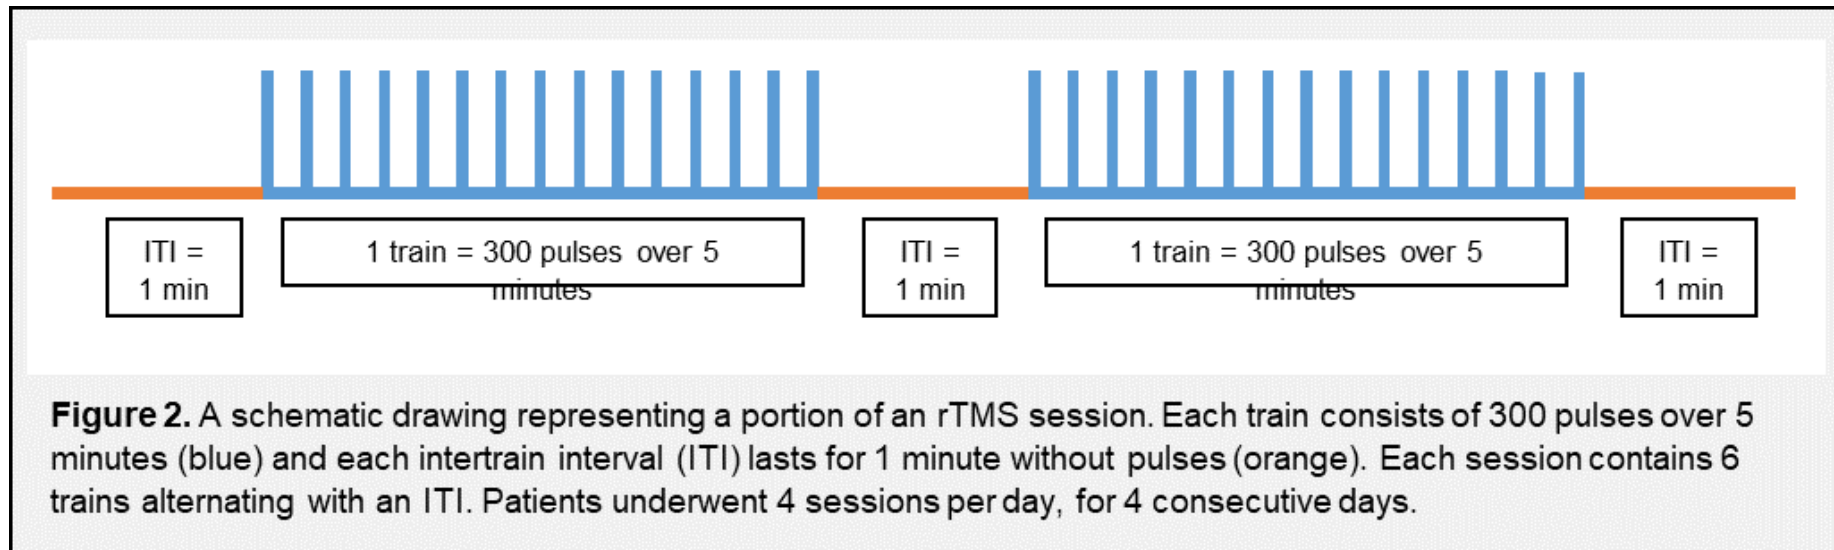 ITI =
1 min
1 train = 300 pulses over 5
minutes
ITI =
1 min
1 train = 300 pulses over 5
minutes
ITI =
1 min
Figure 2. A schematic drawing representing a portion of an rTMS session. Each train consists of 300 pulses over 5
minutes (blue) and each intertrain interval (ITI) lasts for 1 minute without pulses (orange). Each session contains 6
trains alternating with an ITI. Patients underwent 4 sessions per day, for 4 consecutive days.